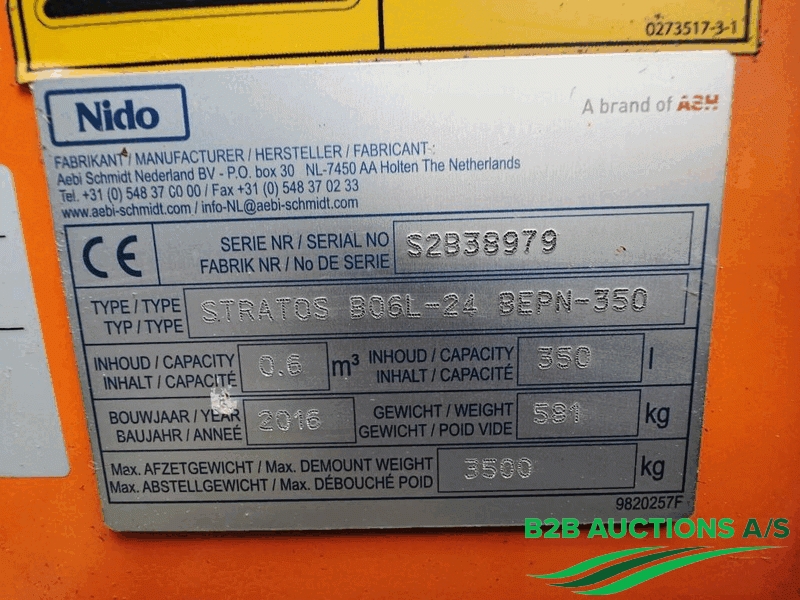 0273517-3-1
Nido
A brand of ASH
FABRIKANT / MANUFACTURER / HERSTELLER / FABRICANT :
Aebi Schmidt Nederland BV - P.O. box 30 NL-7450 AA Holten The Netherlands
Tel. +31 (0) 548 37 00 00 / Fax +31 (0) 548 37 02 33
www.aebi-schmidt.com / info-NL@aebi-schmidt.com
CE
SERIE NR / SERIAL NO
FABRIK NR / No DE SERIE
S2B38979
TYPE / TYPE
TYP / TYPE
STRATOS B06L-24 BEPN-350
INHOUD / CAPACITY
INHALT / CAPACITÉ
0.6 m³
INHOUD / CAPACITY
INHALT / CAPACITÉ
350 l
BOUWJAAR / YEAR
BAUJAHR / ANNEÉ
2016
GEWICHT / WEIGHT
GEWICHT / POID VIDE
591 kg
Max. AFZETGEWICHT / Max. DEMOUNT WEIGHT
Max. ABSTELLGEWICHT / Max. DÉBOUCHÉ POID
3500 kg
9820257F
B2B AUCTIONS A/S